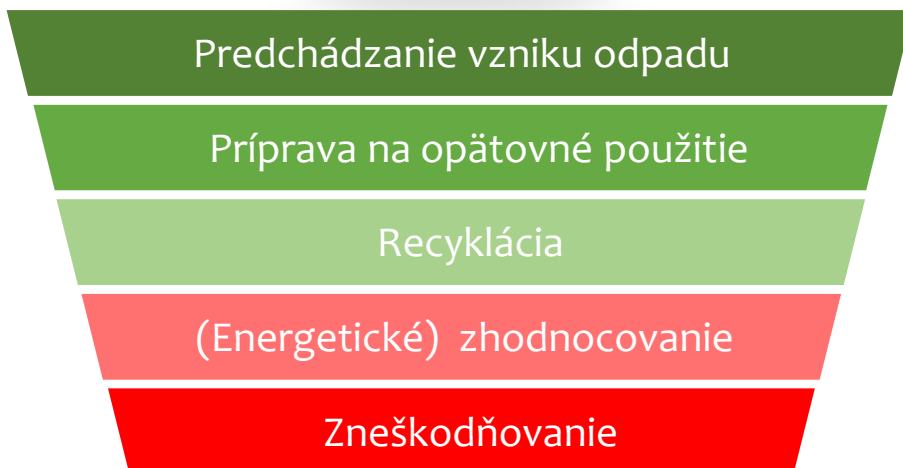 Predchádzanie vzniku odpadu
Príprava na opätovné použitie
Recyklácia
(Energetické) zhodnocovanie
Zneškodňovanie